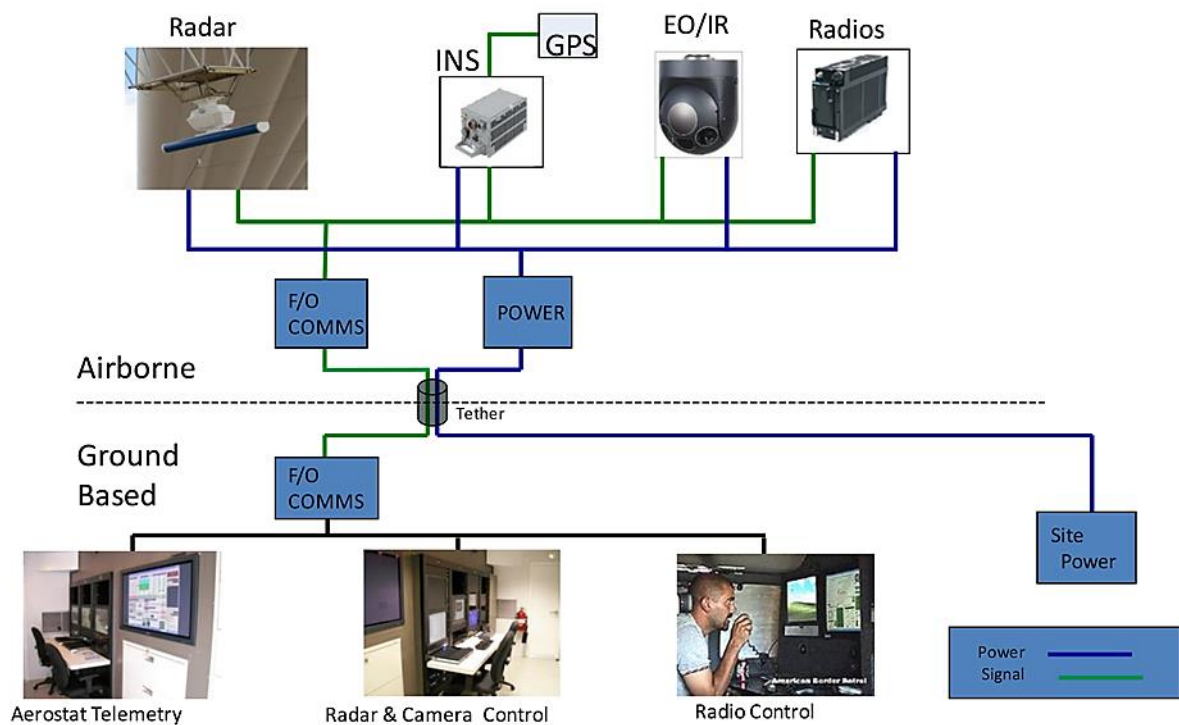 Radar
INS
GPS
EO/IR
Radios
F/O
COMMS
POWER
Airborne
Tether
Ground
Based
F/O
COMMS
Site
Power
American Border Patrol
Aerostat Telemetry
Radar & Camera Control
Radio Control
Power
Signal